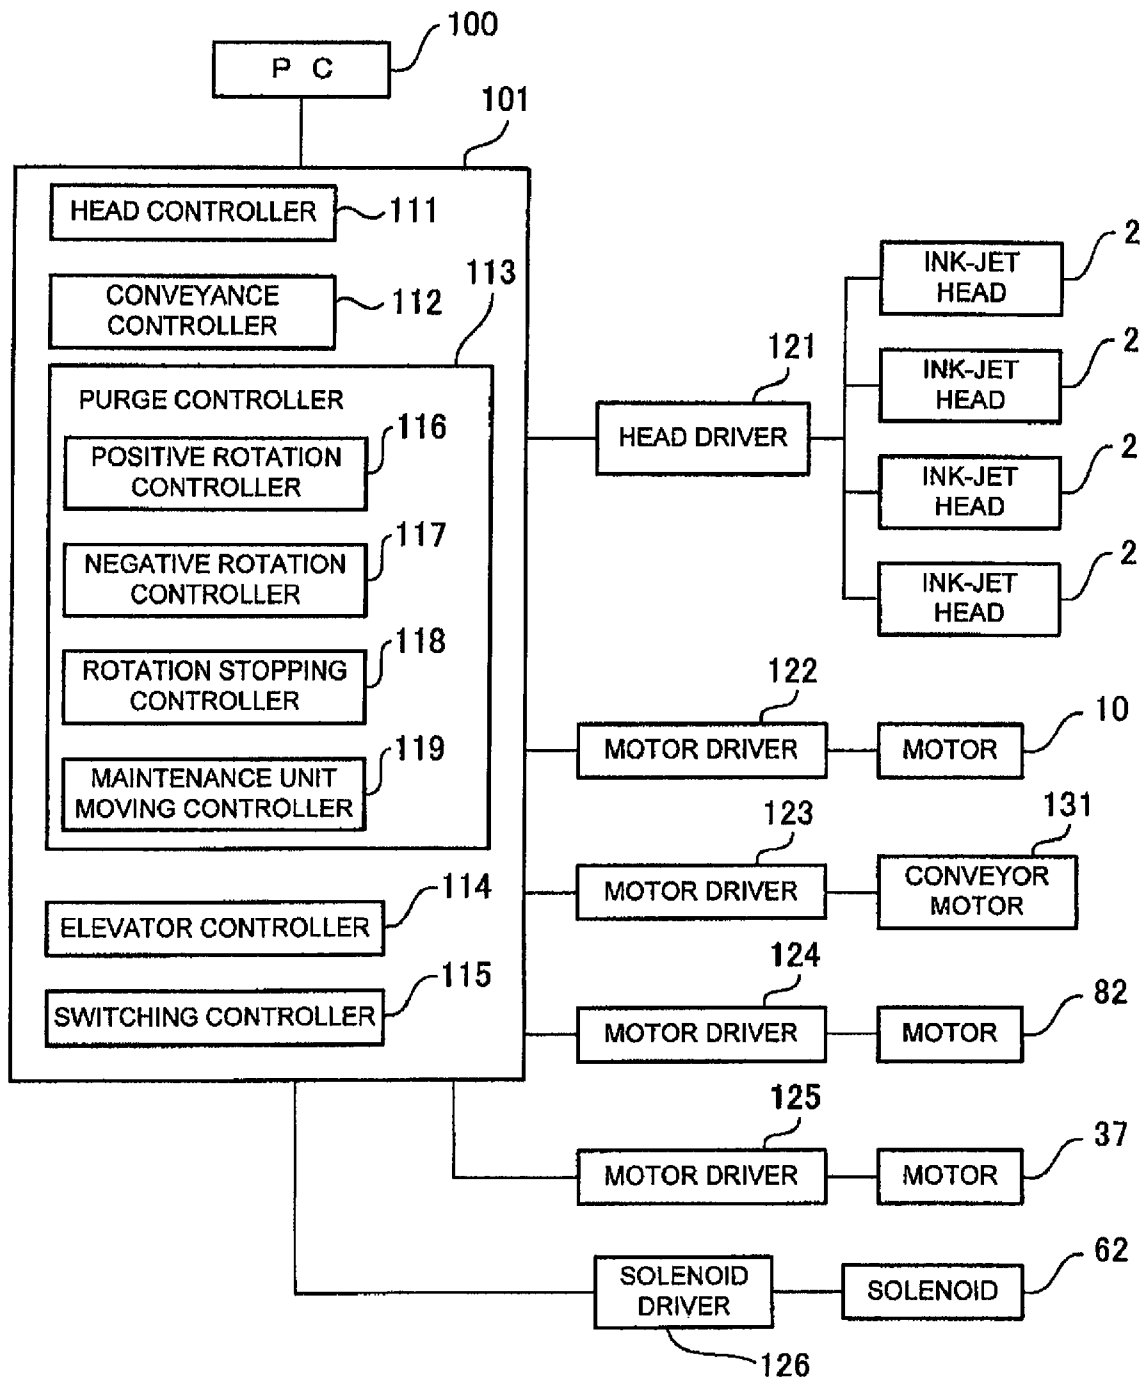 100
P C
101
HEAD CONTROLLER
111
CONVEYANCE
CONTROLLER
112
113
PURGE CONTROLLER
116
POSITIVE ROTATION
CONTROLLER
117
NEGATIVE ROTATION
CONTROLLER
118
ROTATION STOPPING
CONTROLLER
119
MAINTENANCE UNIT
MOVING CONTROLLER
114
ELEVATOR CONTROLLER
115
SWITCHING CONTROLLER
121
HEAD DRIVER
2
INK-JET
HEAD
2
INK-JET
HEAD
2
INK-JET
HEAD
2
INK-JET
HEAD
122
MOTOR DRIVER
10
MOTOR
123
MOTOR DRIVER
131
CONVEYOR
MOTOR
124
MOTOR DRIVER
82
MOTOR
125
MOTOR DRIVER
37
MOTOR
SOLENOID
DRIVER
126
62
SOLENOID